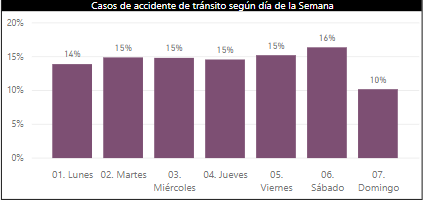 Casos de accidente de tránsito según día de la Semana
20%
15%
10%
5%
0%
14%
15%
15%
15%
15%
16%
10%
01. Lunes
02. Martes
03.
Miércoles
04. Jueves
05.
Viernes
06.
Sábado
07.
Domingo